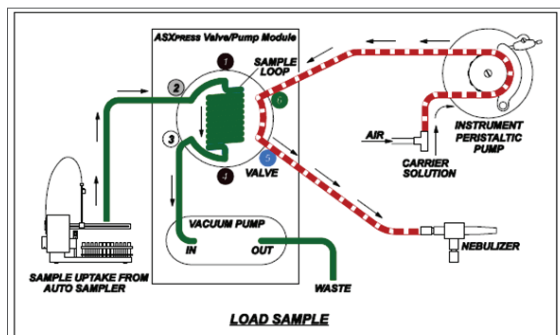 ASXPRESS Valve/Pump Module
SAMPLE
LOOP
1
2
3
4
5
6
VALVE
AIR
CARRIER
SOLUTION
INSTRUMENT
PERISTALTIC
PUMP
VACUUM PUMP
IN
OUT
NEBULIZER
SAMPLE UPTAKE FROM
AUTO SAMPLER
WASTE
LOAD SAMPLE